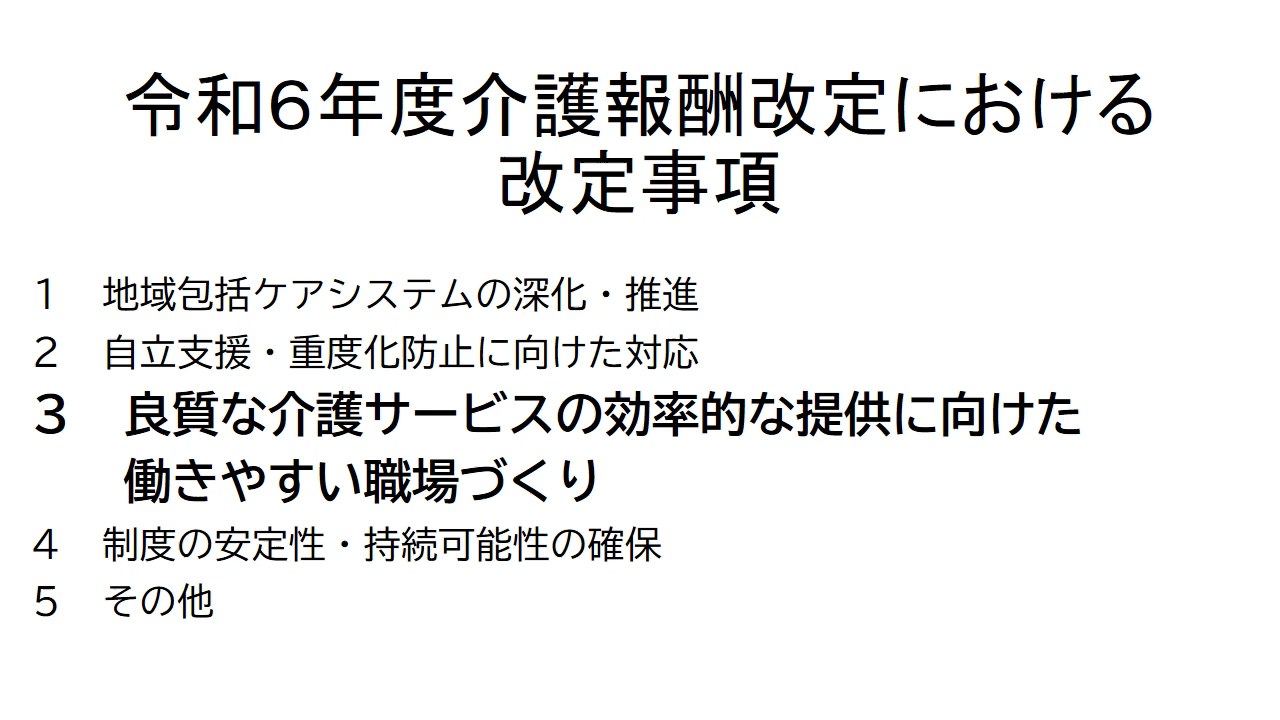 令和６年度介護報酬改定における
改定事項
１　地域包括ケアシステムの深化・推進
２　自立支援・重度化防止に向けた対応
３　良質な介護サービスの効率的な提供に向けた
働きやすい職場づくり
４　制度の安定性・持続可能性の確保
５　その他